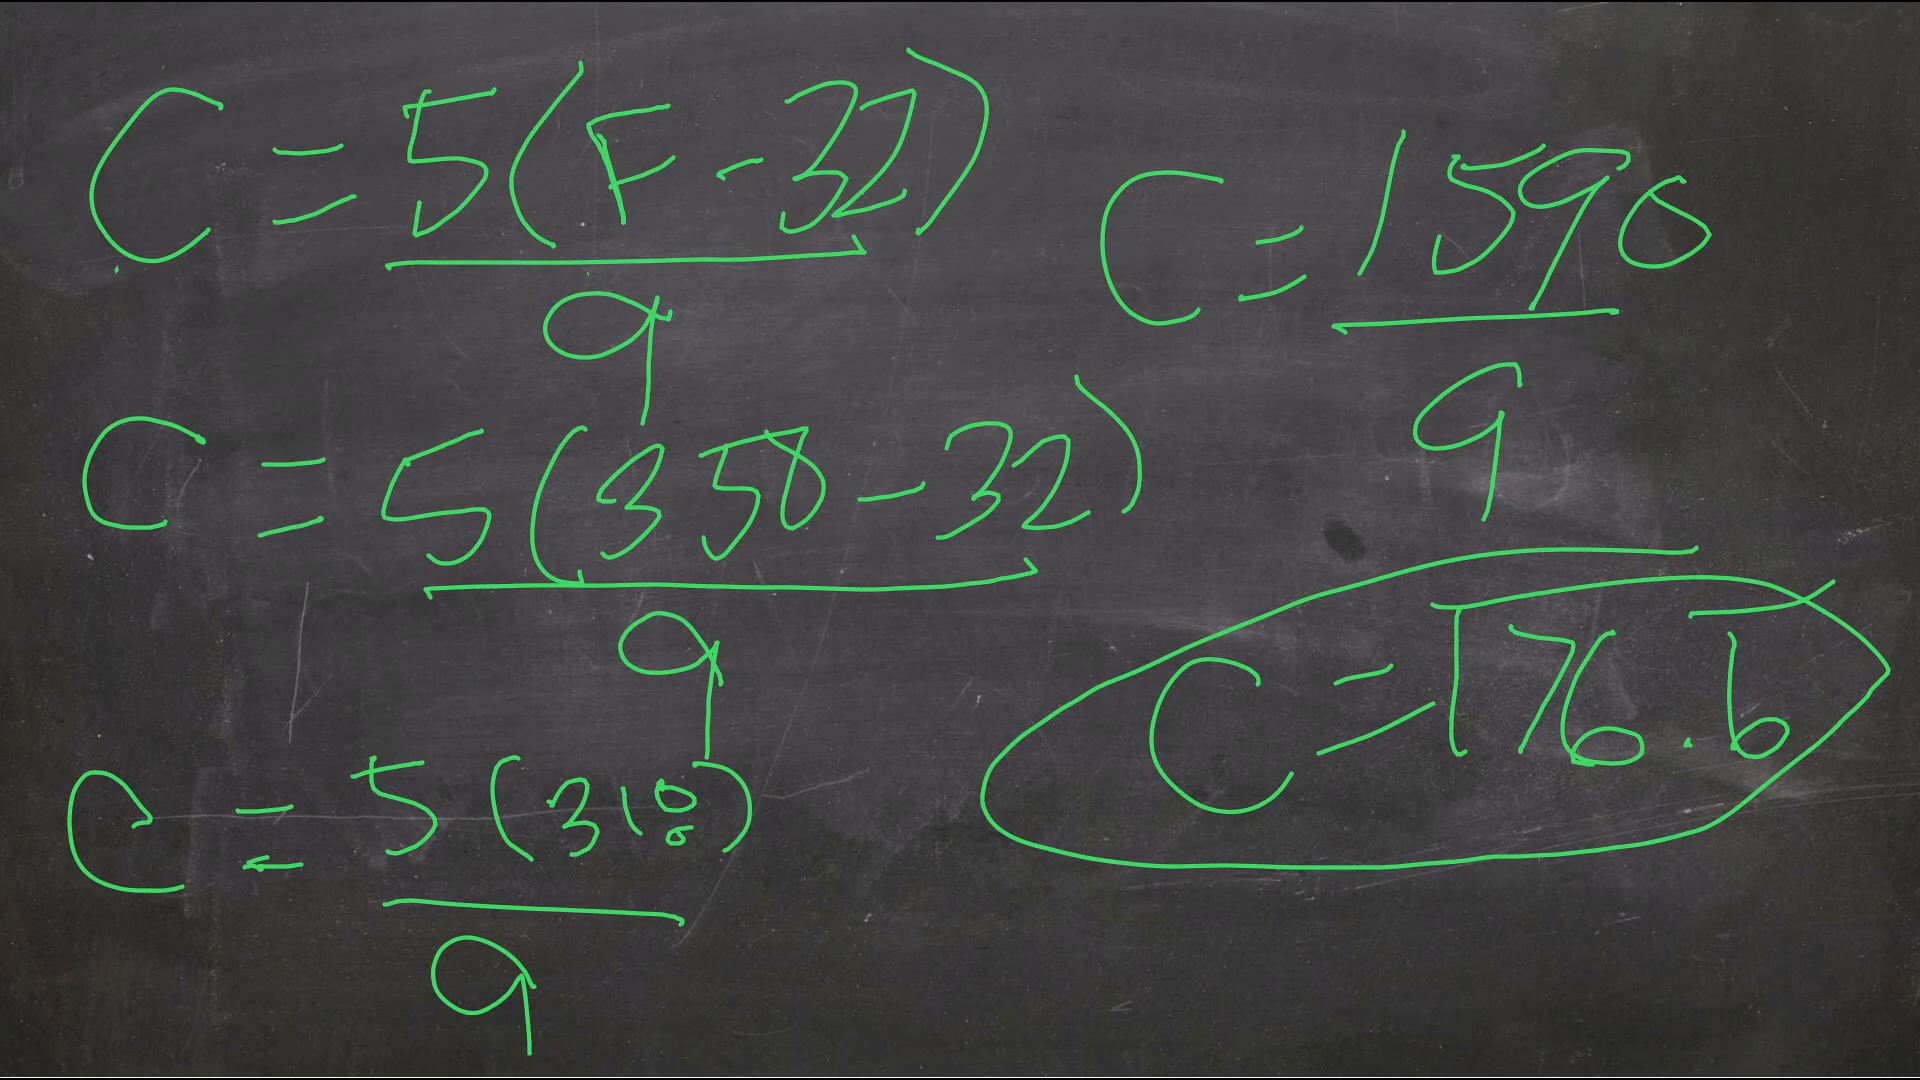 C = 5(F - 32)
9
C = 5(350 - 32)
9
C = 5(318)
9
C = 1590
9
C = 176.6̅